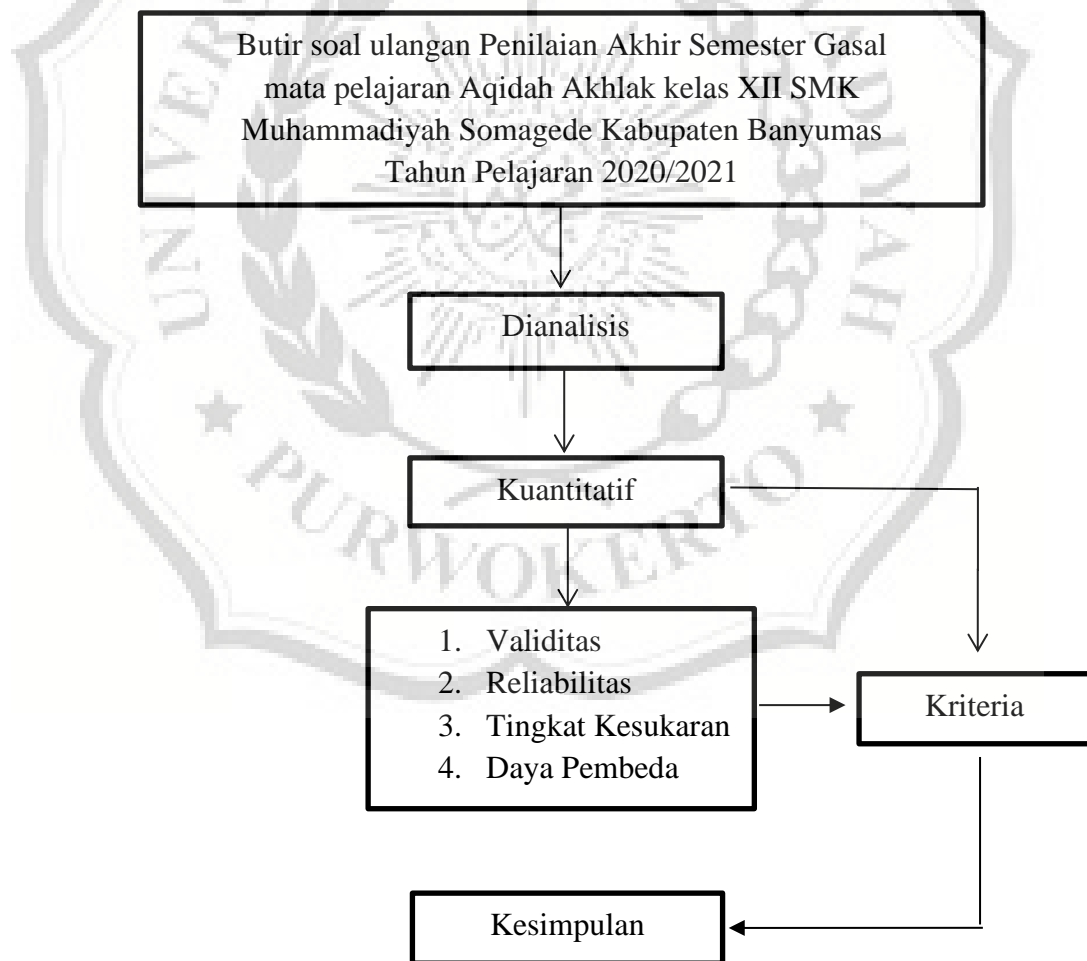 Butir soal ulangan Penilaian Akhir Semester Gasal
mata pelajaran Aqidah Akhlak kelas XII SMK
Muhammadiyah Somagede Kabupaten Banyumas
Tahun Pelajaran 2020/2021
Dianalisis
Kuantitatif
1. Validitas
2. Reliabilitas
3. Tingkat Kesukaran
4. Daya Pembeda
Kriteria
Kesimpulan
PURWOKERTO